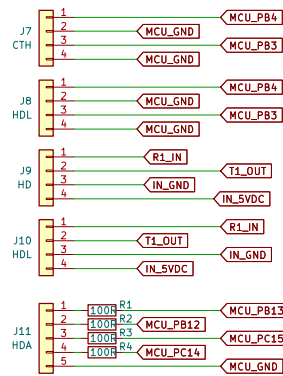 1 MCU_PB4
J7 2 MCU_GND
CTH 3 MCU_PB3
4 MCU_GND
1 MCU_PB4
J8 2 MCU_GND
HDL 3 MCU_PB3
4 MCU_GND
1 R1_IN
J9 2 T1_OUT
HD 3 IN_GND
4 IN_5VDC
1 R1_IN
J10 2 T1_OUT
HDL 3 IN_GND
4 IN_5VDC
1 100R R1 MCU_PB13
2 100R R2 MCU_PB12
J11 3 100R R3 MCU_PC15
HDA 4 100R R4 MCU_PC14
5 MCU_GND